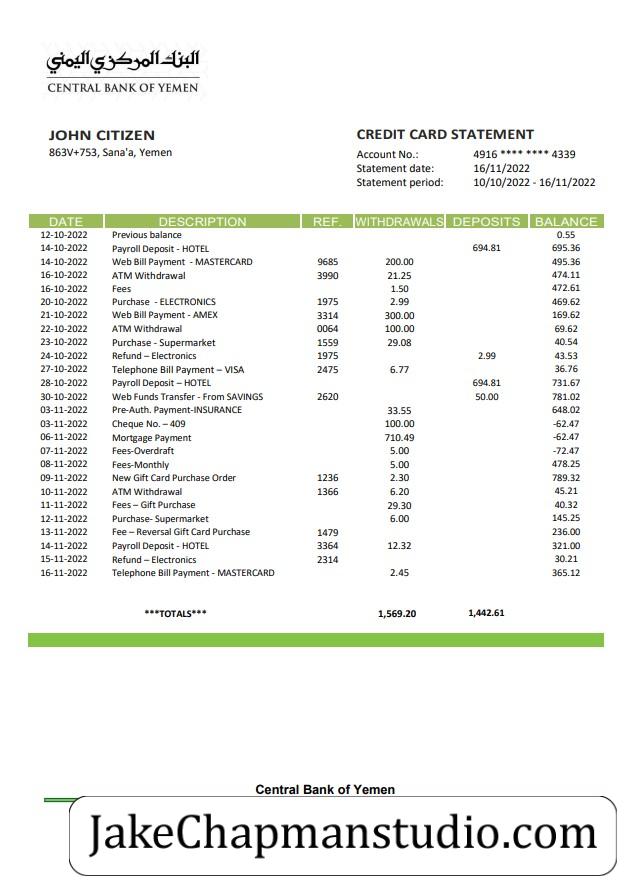 البنك المركزي اليمني
CENTRAL BANK OF YEMEN
JOHN CITIZEN
863V+753, Sana'a, Yemen
CREDIT CARD STATEMENT
Account No.: 4916 **** **** 4339
Statement date: 16/11/2022
Statement period: 10/10/2022 - 16/11/2022
DATE DESCRIPTION REF. WITHDRAWALS DEPOSITS BALANCE
12-10-2022 Previous balance 0.55
14-10-2022 Payroll Deposit - HOTEL 694.81 695.36
14-10-2022 Web Bill Payment - MASTERCARD 9685 200.00 495.36
16-10-2022 ATM Withdrawal 3990 21.25 474.11
16-10-2022 Fees 1.50 472.61
20-10-2022 Purchase - ELECTRONICS 1975 2.99 469.62
21-10-2022 Web Bill Payment - AMEX 3314 300.00 169.62
22-10-2022 ATM Withdrawal 0064 100.00 69.62
23-10-2022 Purchase - Supermarket 1559 29.08 40.54
24-10-2022 Refund – Electronics 1975 2.99 43.53
27-10-2022 Telephone Bill Payment – VISA 2475 6.77 36.76
28-10-2022 Payroll Deposit – HOTEL 694.81 731.67
30-10-2022 Web Funds Transfer - From SAVINGS 2620 50.00 781.02
03-11-2022 Pre-Auth. Payment-INSURANCE 33.55 648.02
03-11-2022 Cheque No. – 409 100.00 -62.47
06-11-2022 Mortgage Payment 710.49 -62.47
07-11-2022 Fees-Overdraft 5.00 -72.47
08-11-2022 Fees-Monthly 5.00 478.25
09-11-2022 New Gift Card Purchase Order 1236 2.30 789.32
10-11-2022 ATM Withdrawal 1366 6.20 45.21
11-11-2022 Fees – Gift Purchase 29.30 40.32
12-11-2022 Purchase- Supermarket 6.00 145.25
13-11-2022 Fee – Reversal Gift Card Purchase 1479 236.00
14-11-2022 Payroll Deposit - HOTEL 3364 12.32 321.00
15-11-2022 Refund – Electronics 2314 30.21
16-11-2022 Telephone Bill Payment - MASTERCARD 2.45 365.12
***TOTALS*** 1,569.20 1,442.61
Central Bank of Yemen
JakeChapmanstudio.com